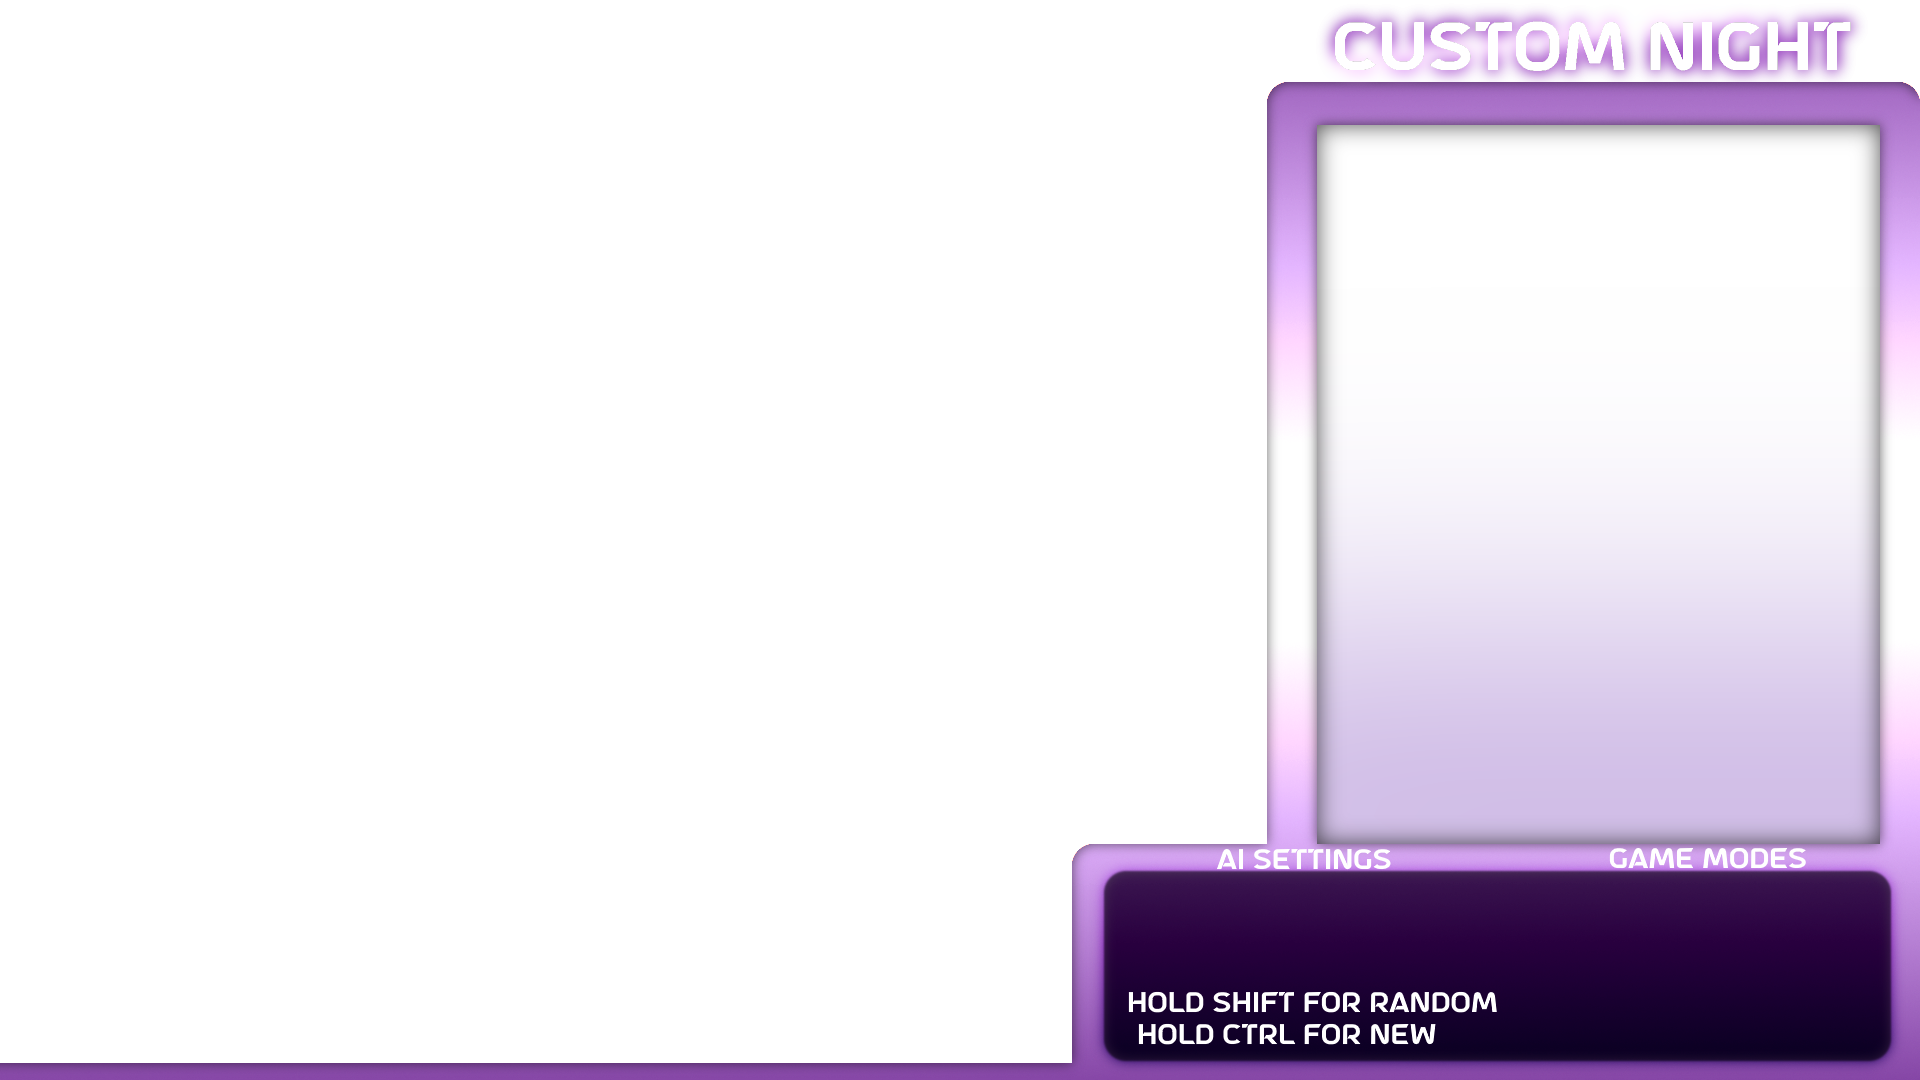 CUSTOM NIGHT
AI SETTINGS
GAME MODES
HOLD SHIFT FOR RANDOM
HOLD CTRL FOR NEW